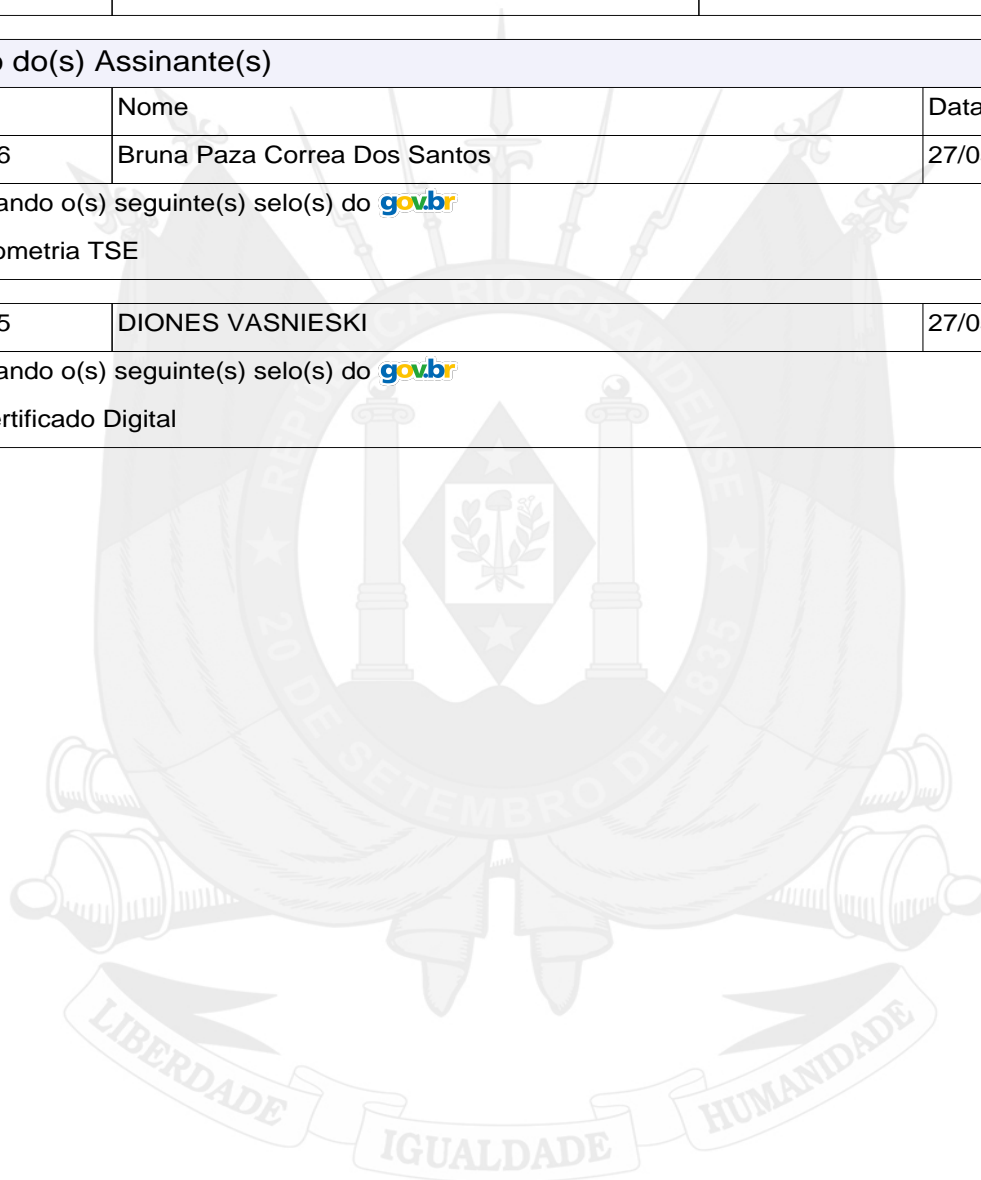 o do(s) Assinante(s)
Nome Data
6 Bruna Paza Correa Dos Santos 27/0
ando o(s) seguinte(s) selo(s) do gov.br
ometria TSE
5 DIONES VASNIESKI 27/0
ando o(s) seguinte(s) selo(s) do gov.br
ertificado Digital
REPÚBLICA RIO-GRANDENSE
20 DE SETEMBRO DE 1835
LIBERDADE IGUALDADE HUMANIDADE